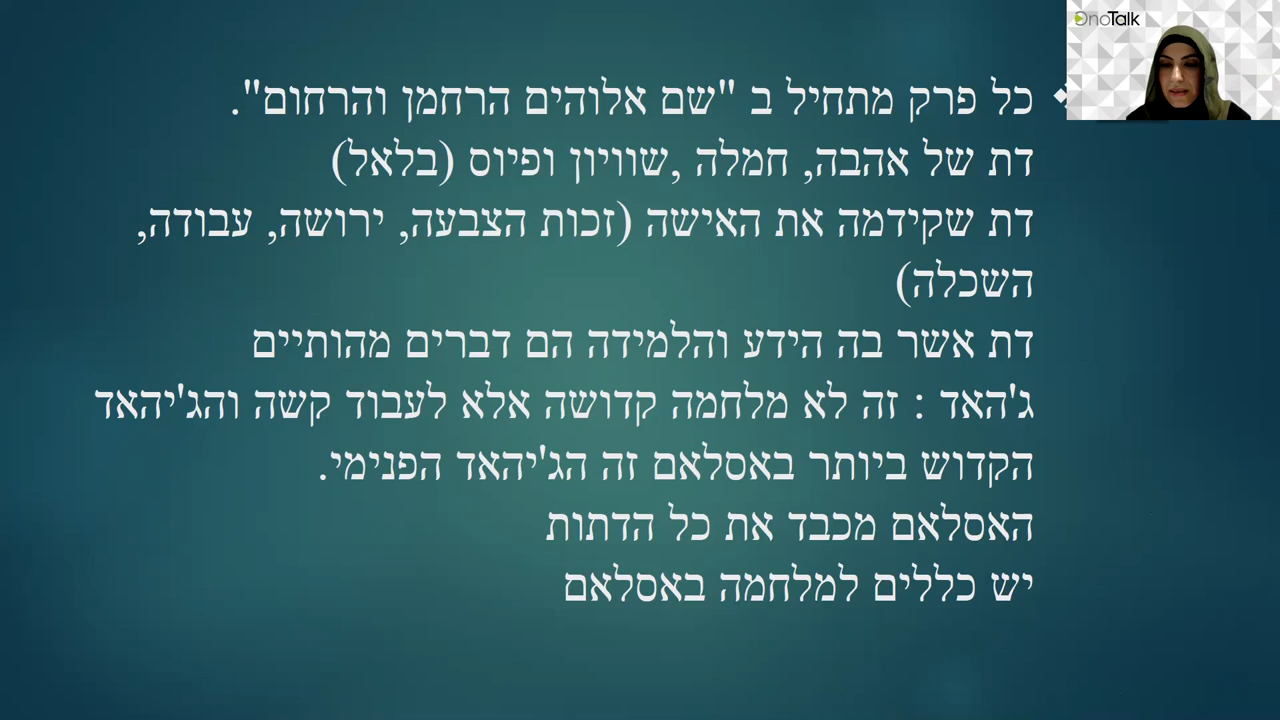 OnoTalk
כל פרק מתחיל ב "שם אלוהים הרחמן והרחום".
דת של אהבה, חמלה ,שוויון ופיוס (בלאל)
דת שקידמה את האישה (זכות הצבעה, ירושה, עבודה,
השכלה)
דת אשר בה הידע והלמידה הם דברים מהותיים
ג'האד : זה לא מלחמה קדושה אלא לעבוד קשה והג'יהאד
הקדוש ביותר באסלאם זה הג'יהאד הפנימי.
האסלאם מכבד את כל הדתות
יש כללים למלחמה באסלאם